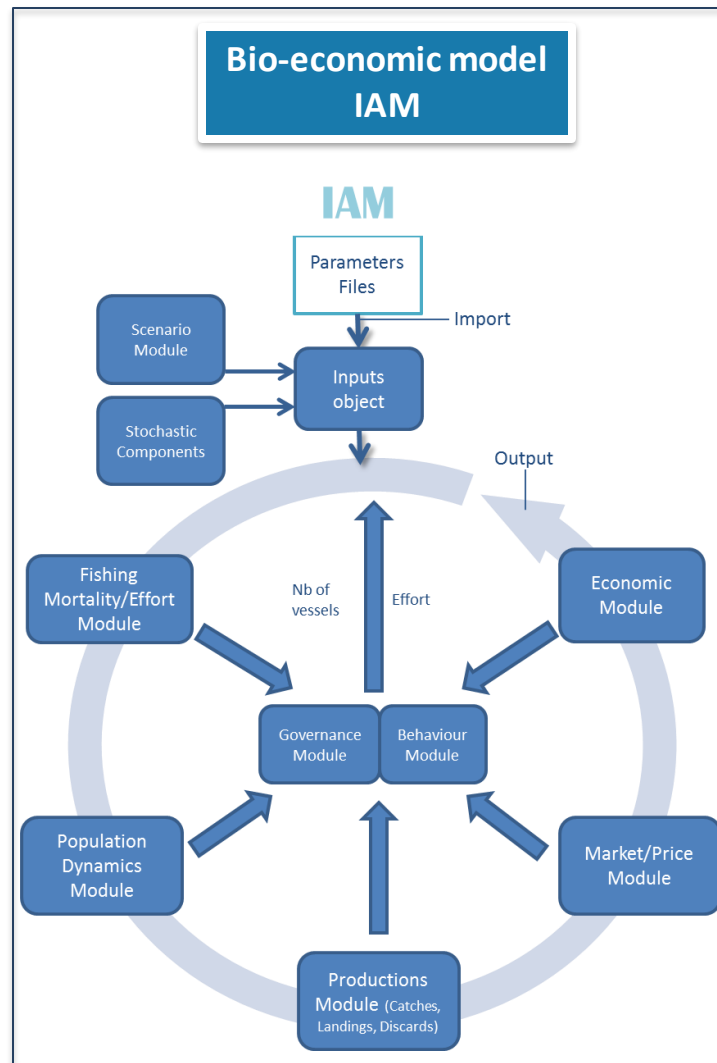 Bio-economic model
IAM
IAM
Parameters
Files
Import
Scenario
Module
Inputs
object
Stochastic
Components
Output
Fishing
Mortality/Effort
Module
Nb of
vessels
Effort
Economic
Module
Governance
Module
Behaviour
Module
Population
Dynamics
Module
Market/Price
Module
Productions
Module (Catches,
Landings, Discards)